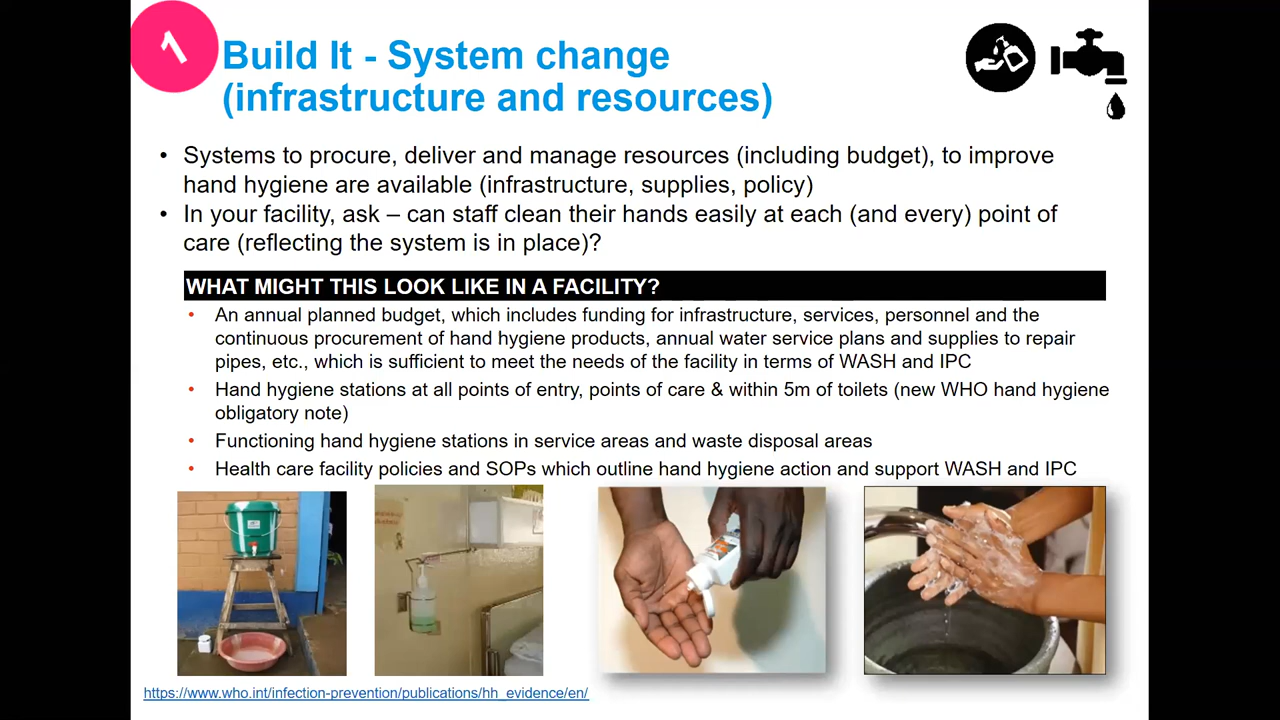 1
Build It - System change
(infrastructure and resources)
• Systems to procure, deliver and manage resources (including budget), to improve
hand hygiene are available (infrastructure, supplies, policy)
• In your facility, ask – can staff clean their hands easily at each (and every) point of
care (reflecting the system is in place)?
WHAT MIGHT THIS LOOK LIKE IN A FACILITY?
• An annual planned budget, which includes funding for infrastructure, services, personnel and the
continuous procurement of hand hygiene products, annual water service plans and supplies to repair
pipes, etc., which is sufficient to meet the needs of the facility in terms of WASH and IPC
• Hand hygiene stations at all points of entry, points of care & within 5m of toilets (new WHO hand hygiene
obligatory note)
• Functioning hand hygiene stations in service areas and waste disposal areas
• Health care facility policies and SOPs which outline hand hygiene action and support WASH and IPC
https://www.who.int/infection-prevention/publications/hh_evidence/en/